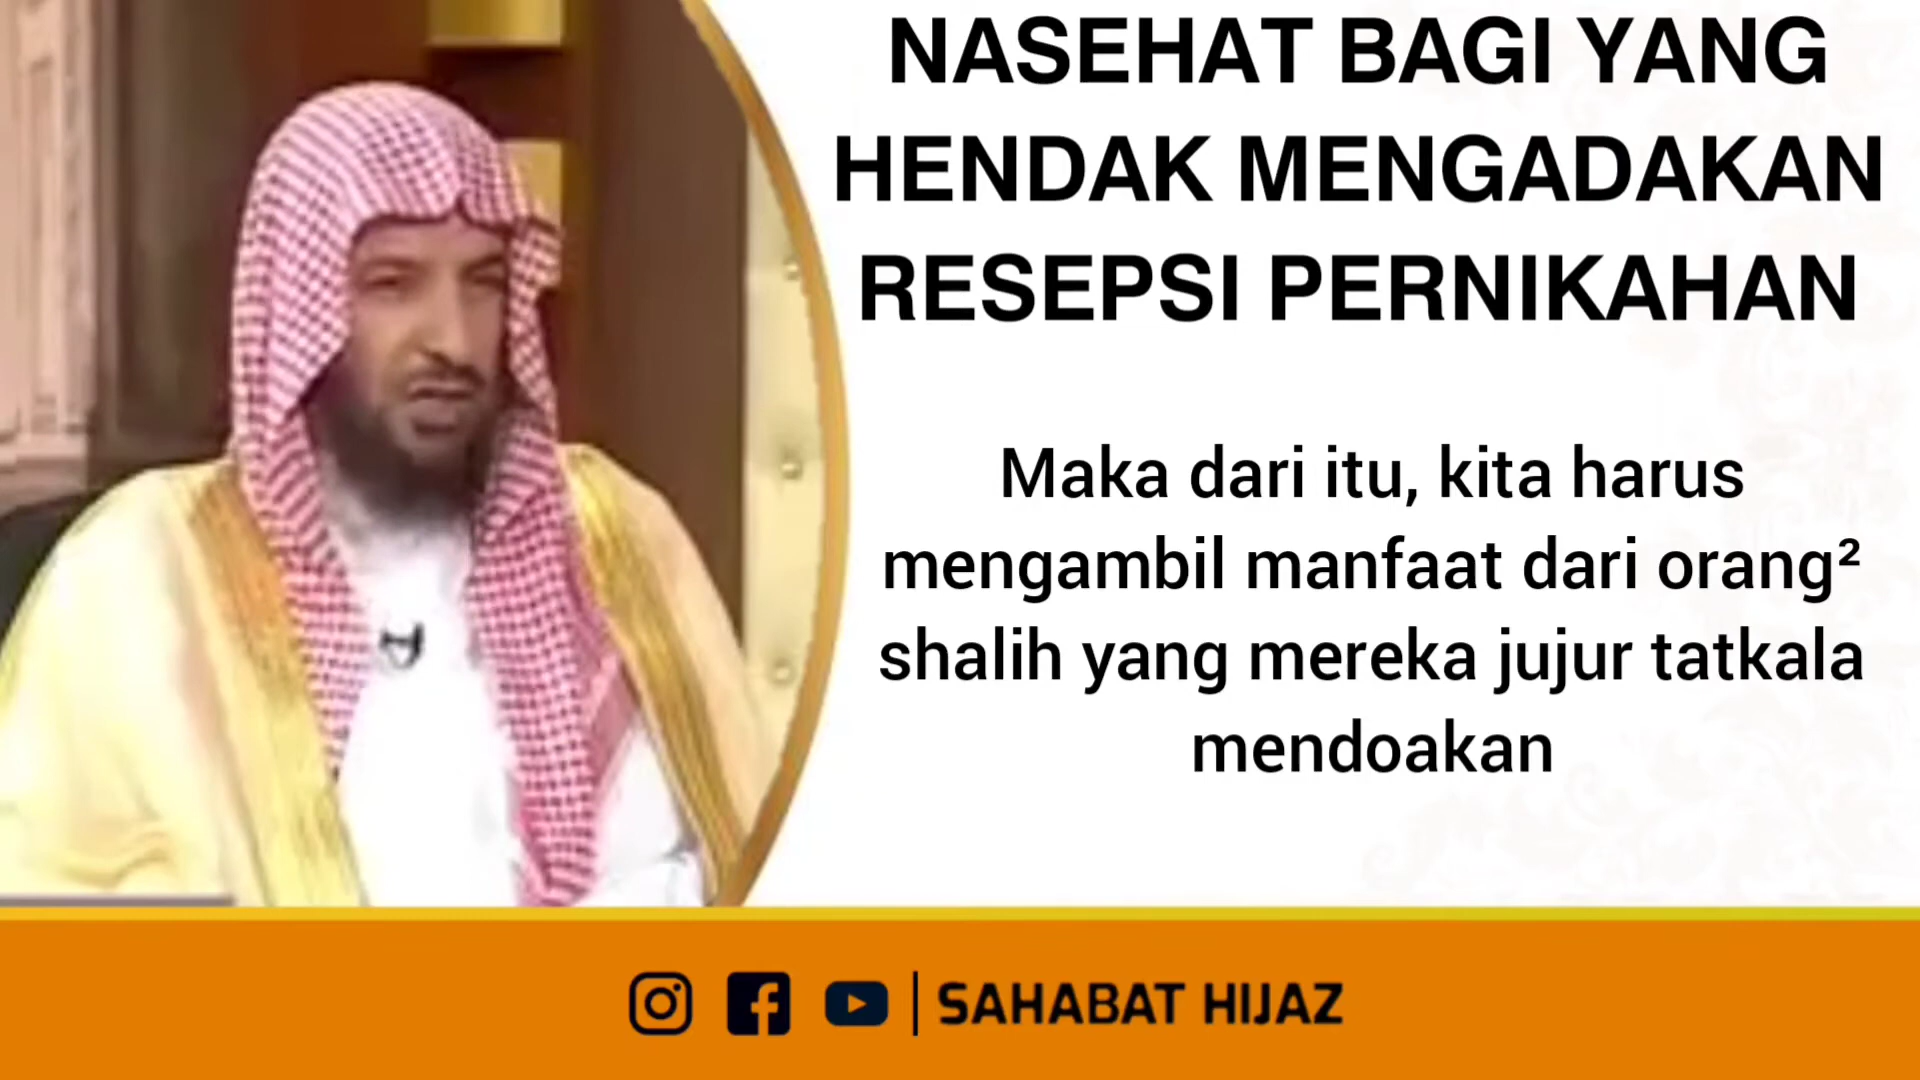 NASEHAT BAGI YANG
HENDAK MENGADAKAN
RESEPSI PERNIKAHAN
Maka dari itu, kita harus
mengambil manfaat dari orang²
shalih yang mereka jujur tatkala
mendoakan
SAHABAT HIJAZ